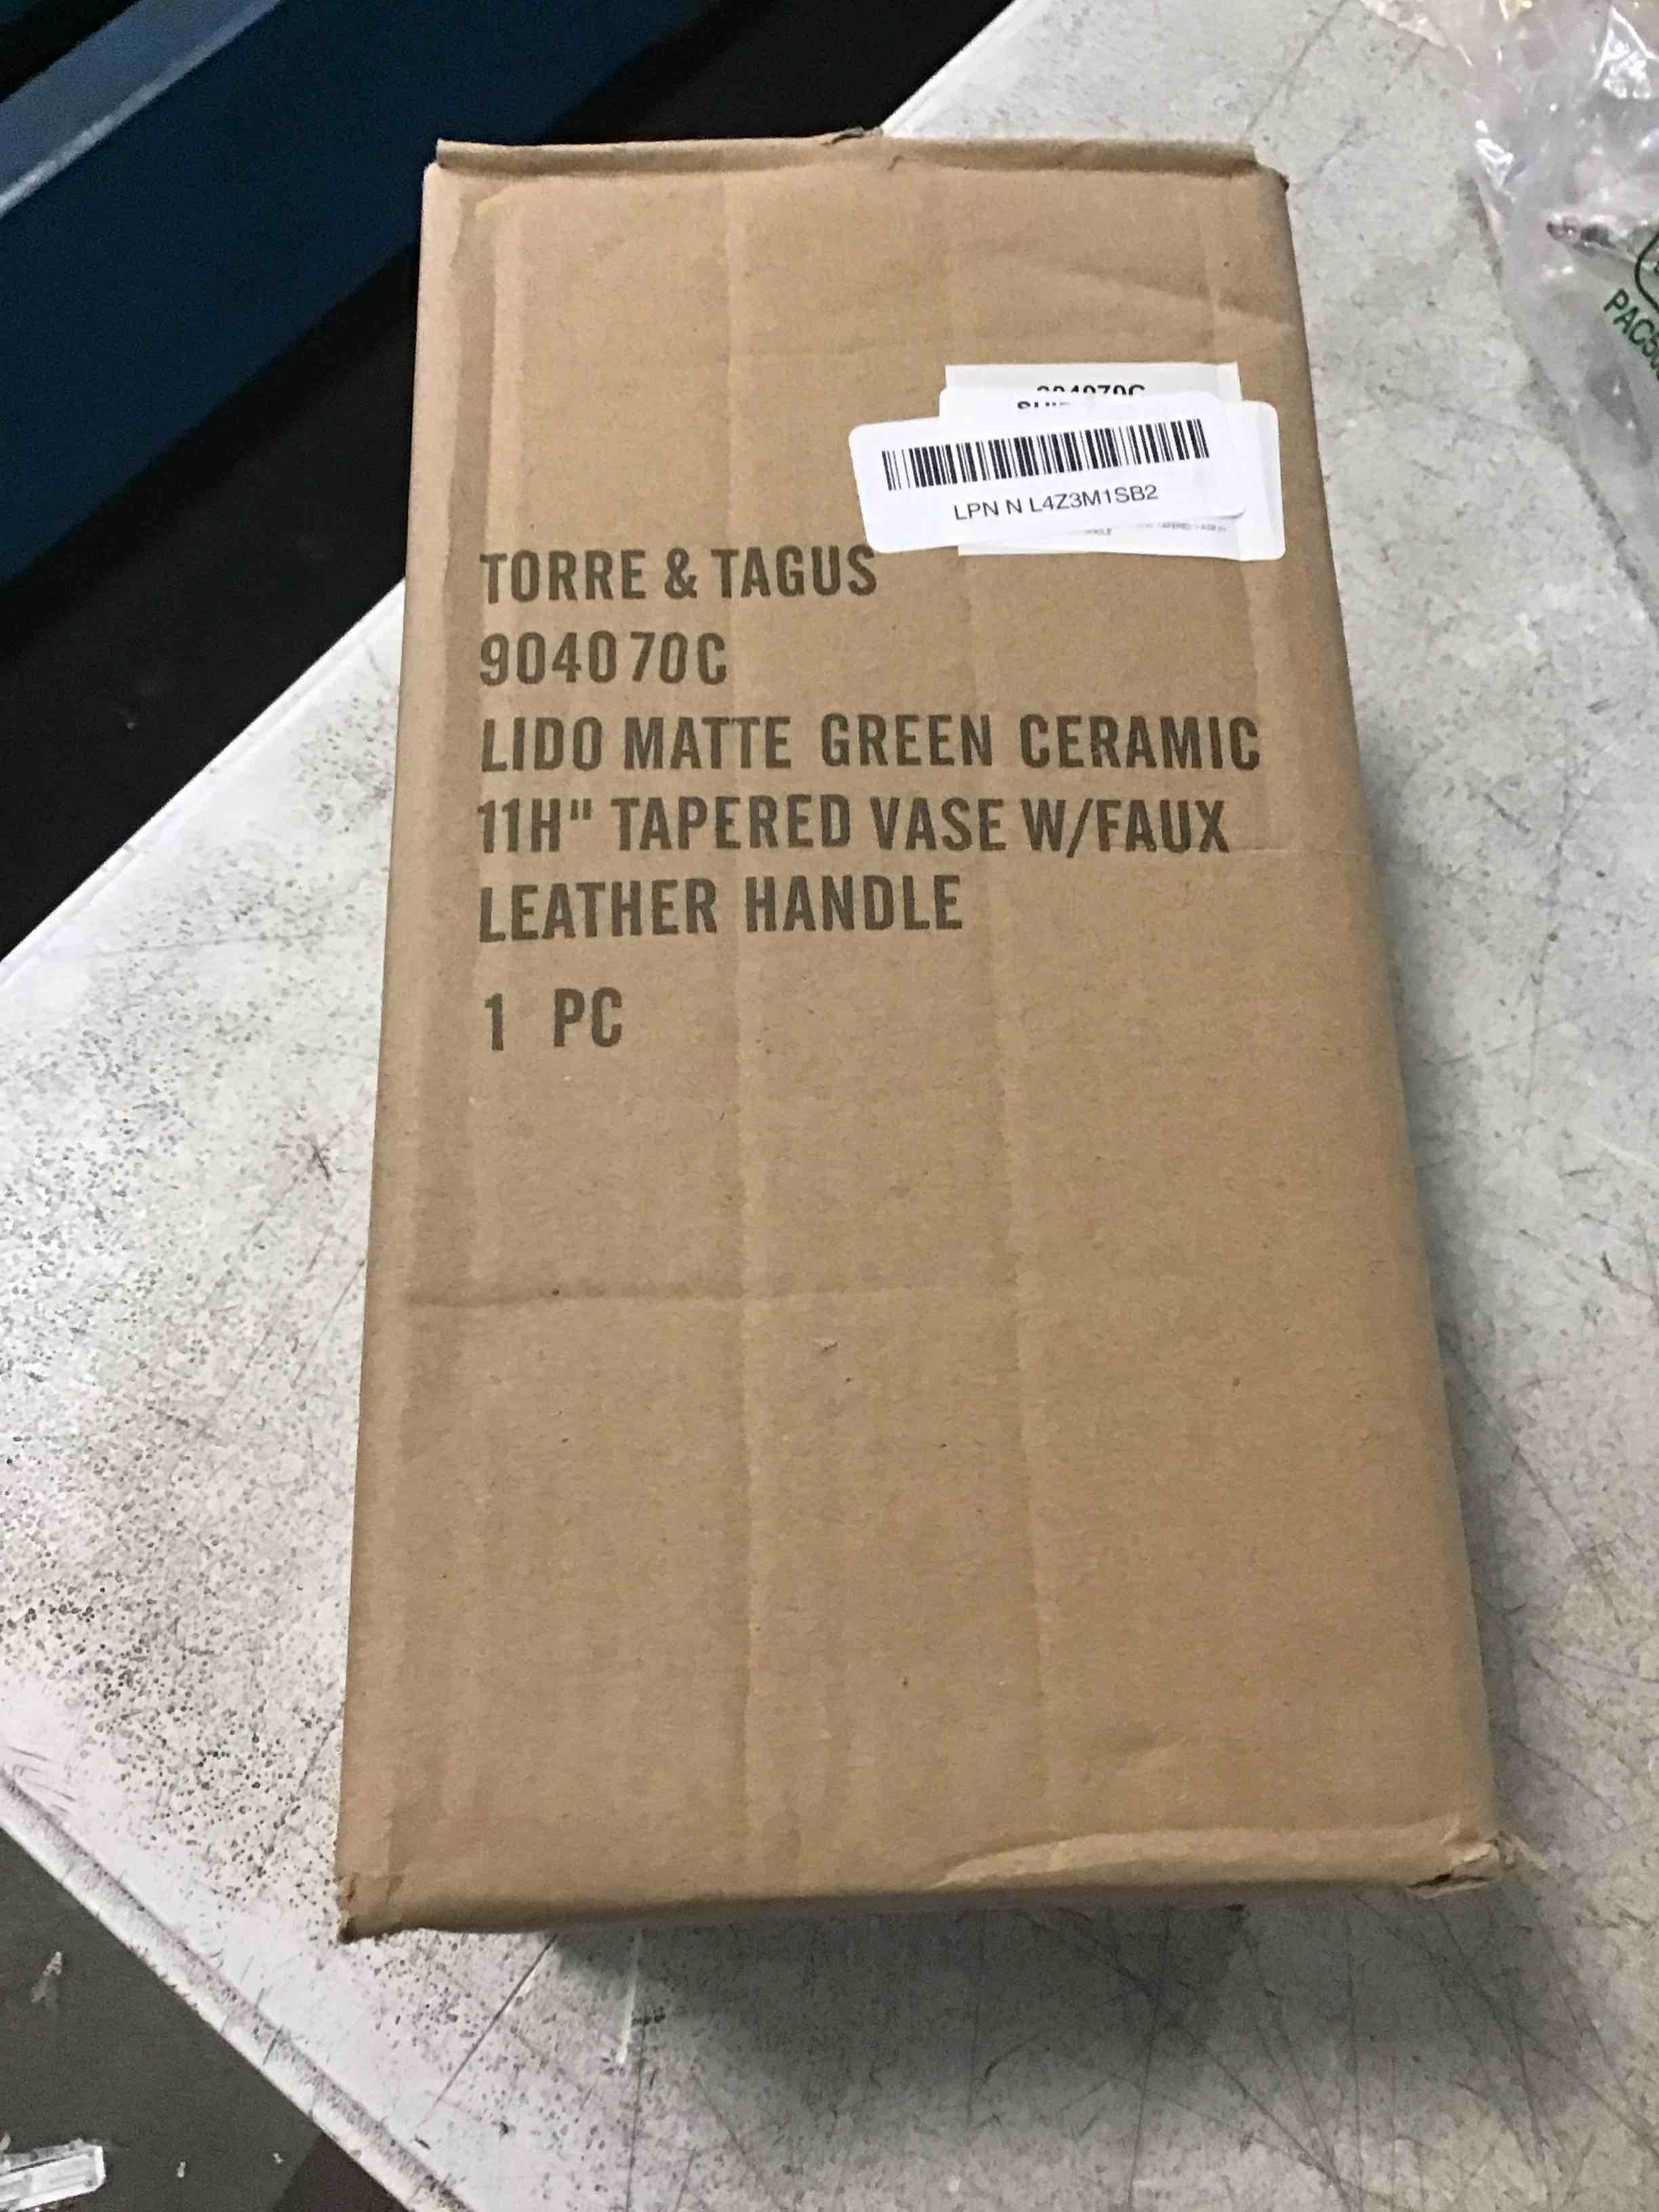 LPN N L4Z3M1SB2
TORRE & TAGUS
904070C
LIDO MATTE GREEN CERAMIC
11H" TAPERED VASE W/FAUX
LEATHER HANDLE
1 PC